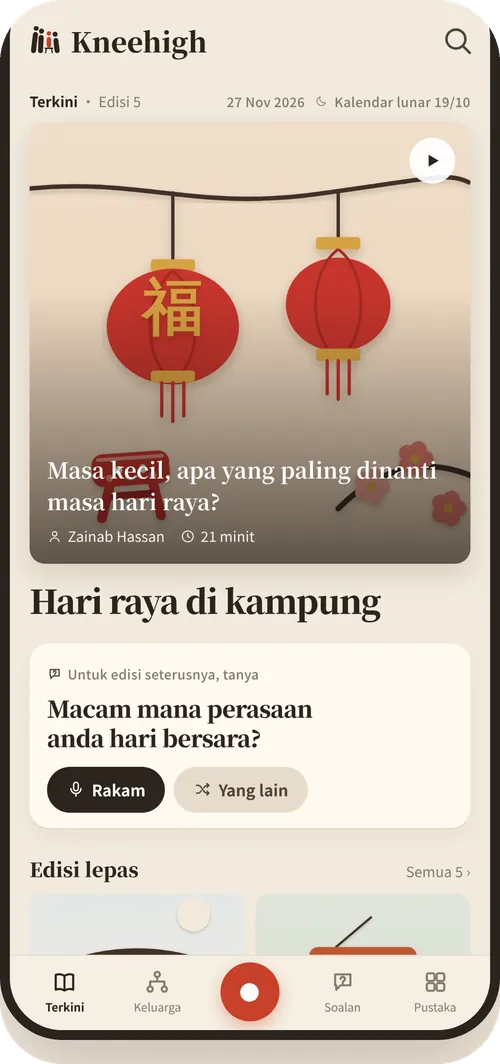 Kneehigh
Terkini · Edisi 5
27 Nov 2026 Kalendar lunar 19/10
福
Masa kecil, apa yang paling dinanti
masa hari raya?
Zainab Hassan 21 minit
Hari raya di kampung
Untuk edisi seterusnya, tanya
Macam mana perasaan
anda hari bersara?
Rakam
Yang lain
Edisi lepas
Semua 5 ›
Terkini
Keluarga
Soalan
Pustaka